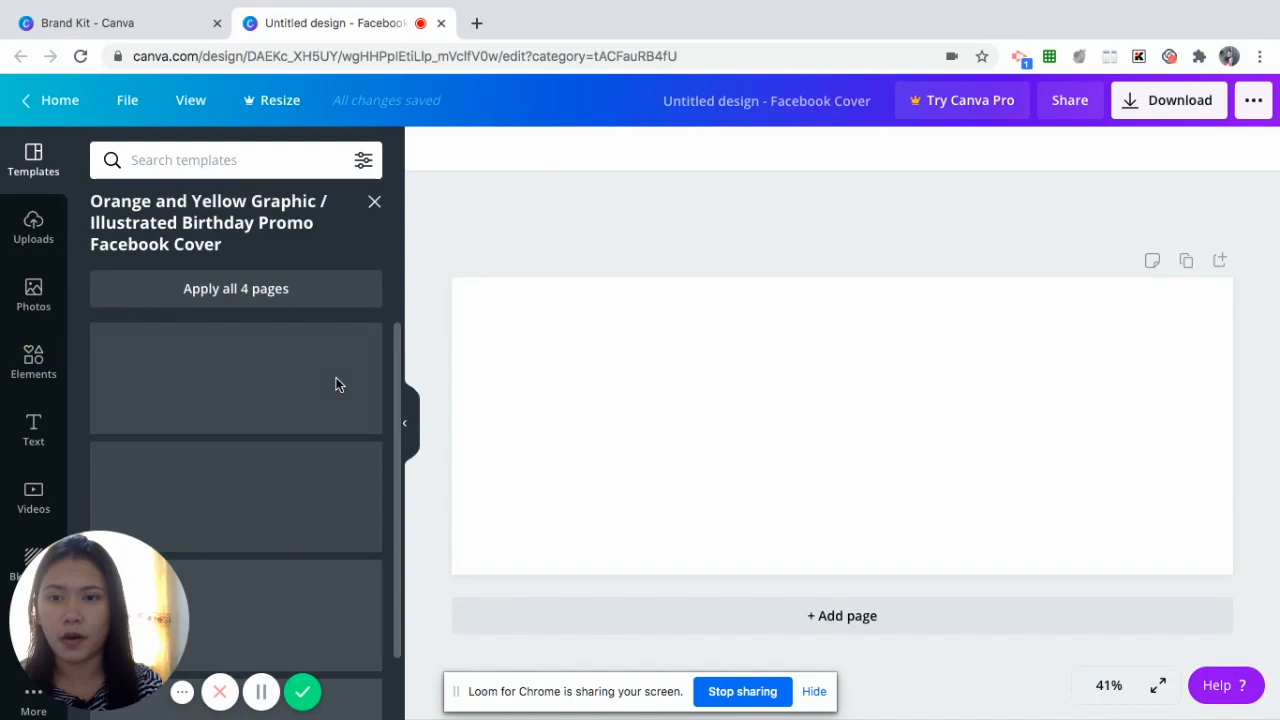 Brand Kit - Canva
Untitled design - Facebook
canva.com/design/DAEKc_XH5UY/wgHHPplEtiLlp_mVclfV0w/edit?category=tACFauRB4fU
1
K
Home
File
View
Resize
All changes saved
Untitled design - Facebook Cover
Try Canva Pro
Share
Download
Templates
Search templates
Orange and Yellow Graphic /
Illustrated Birthday Promo
Facebook Cover
Uploads
Apply all 4 pages
Photos
Elements
Text
Videos
+ Add page
More
Loom for Chrome is sharing your screen.
Stop sharing
Hide
41%
Help ?